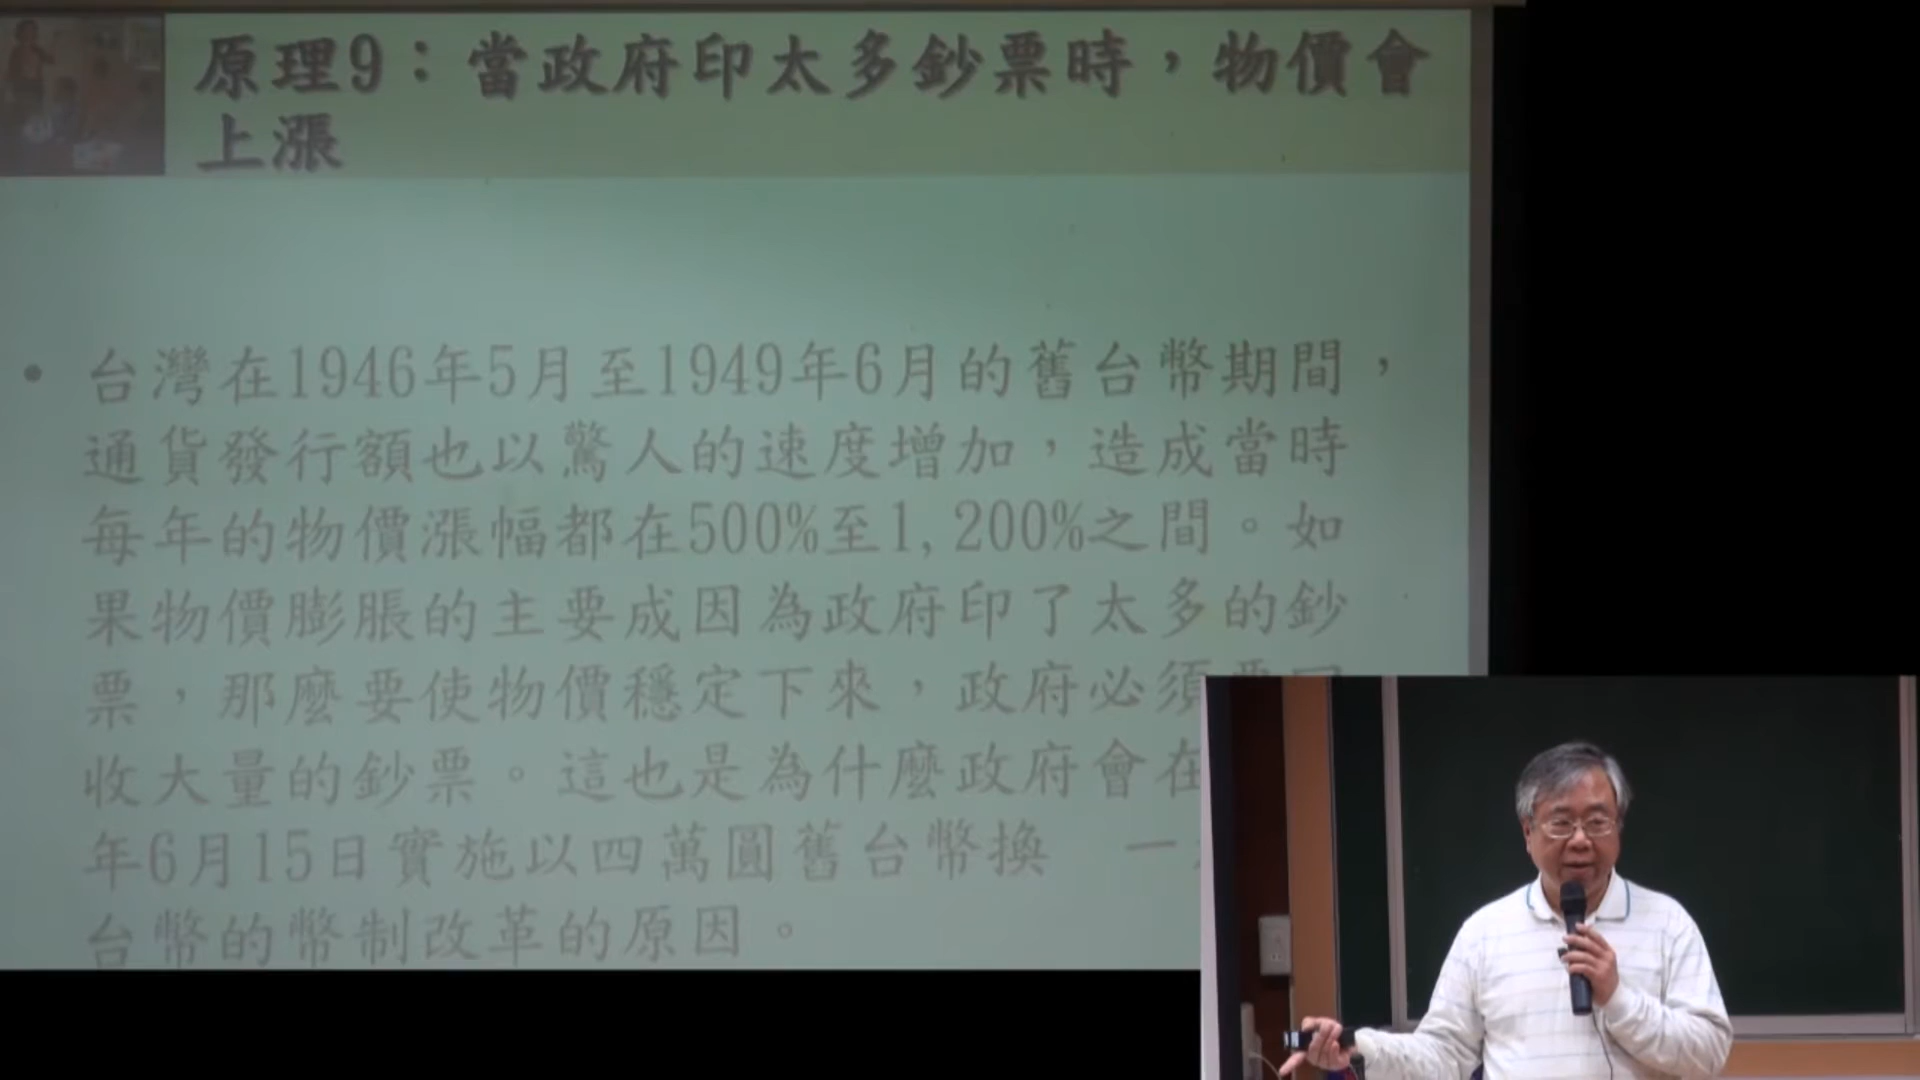 原理9：當政府印太多鈔票時，物價會
上漲
• 台灣在1946年5月至1949年6月的舊台幣期間，
通貨發行額也以驚人的速度增加，造成當時
每年的物價漲幅都在500%至1,200%之間。如
果物價膨脹的主要成因為政府印了太多的鈔
票，那麼要使物價穩定下來，政府必須
收大量的鈔票。這也是為什麼政府會在
年6月15日實施以四萬圓舊台幣換 一
台幣的幣制改革的原因。